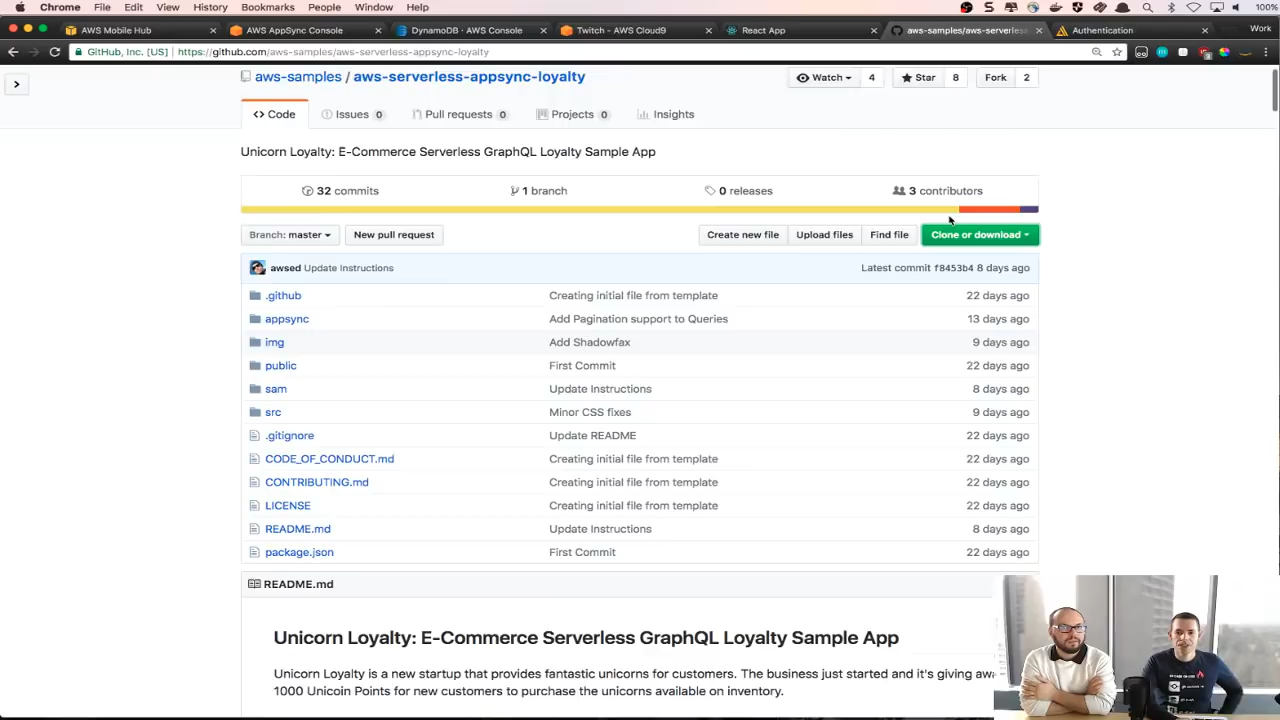 Chrome File Edit View History Bookmarks People Window Help 100%
AWS Mobile Hub × AWS AppSync Console × DynamoDB · AWS Console × Twitch - AWS Cloud9 × React App × aws-samples/aws-serverless × Authentication × Work
GitHub, Inc. [US] https://github.com/aws-samples/aws-serverless-appsync-loyalty
aws-samples / aws-serverless-appsync-loyalty Watch 4 Star 8 Fork 2
<> Code Issues 0 Pull requests 0 Projects 0 Insights
Unicorn Loyalty: E-Commerce Serverless GraphQL Loyalty Sample App
32 commits 1 branch 0 releases 3 contributors
Branch: master New pull request Create new file Upload files Find file Clone or download
awsed Update Instructions Latest commit f8453b4 8 days ago
.github Creating initial file from template 22 days ago
appsync Add Pagination support to Queries 13 days ago
img Add Shadowfax 9 days ago
public First Commit 22 days ago
sam Update Instructions 8 days ago
src Minor CSS fixes 9 days ago
.gitignore Update README 22 days ago
CODE_OF_CONDUCT.md Creating initial file from template 22 days ago
CONTRIBUTING.md Creating initial file from template 22 days ago
LICENSE Creating initial file from template 22 days ago
README.md Update Instructions 8 days ago
package.json First Commit 22 days ago
README.md
Unicorn Loyalty: E-Commerce Serverless GraphQL Loyalty Sample App
Unicorn Loyalty is a new startup that provides fantastic unicorns for customers. The business just started and it's giving awa
1000 Unicoin Points for new customers to purchase the unicorns available on inventory.